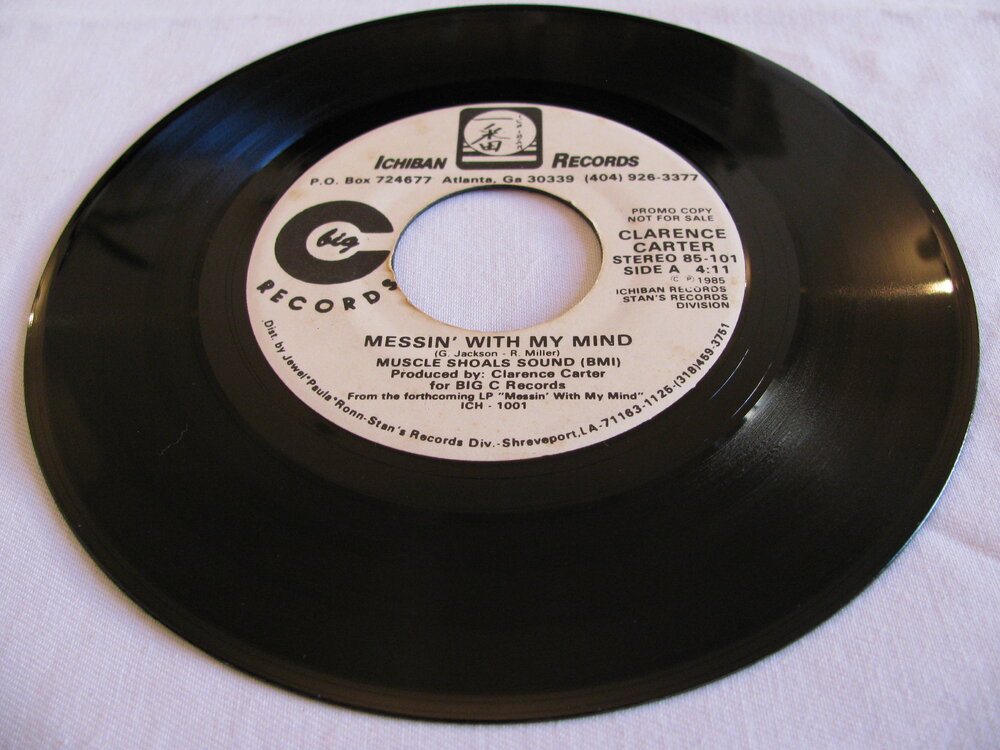 一番
ICHIBAN
ICHIBAN RECORDS
P.O. Box 724677 Atlanta, Ga 30339 (404) 926-3377
big
RECORDS
PROMO COPY
NOT FOR SALE
CLARENCE
CARTER
STEREO 85-101
SIDE A 4:11
© ℗ 1985
ICHIBAN RECORDS
STAN'S RECORDS
DIVISION
MESSIN' WITH MY MIND
(G. Jackson - R. Miller)
MUSCLE SHOALS SOUND (BMI)
Produced by: Clarence Carter
for BIG C Records
From the forthcoming LP "Messin' With My Mind"
ICH - 1001
Dist. by Jewel*Paula*Ronn-Stan's Records Div.-Shreveport, LA-71163-1125-(318)459-3751